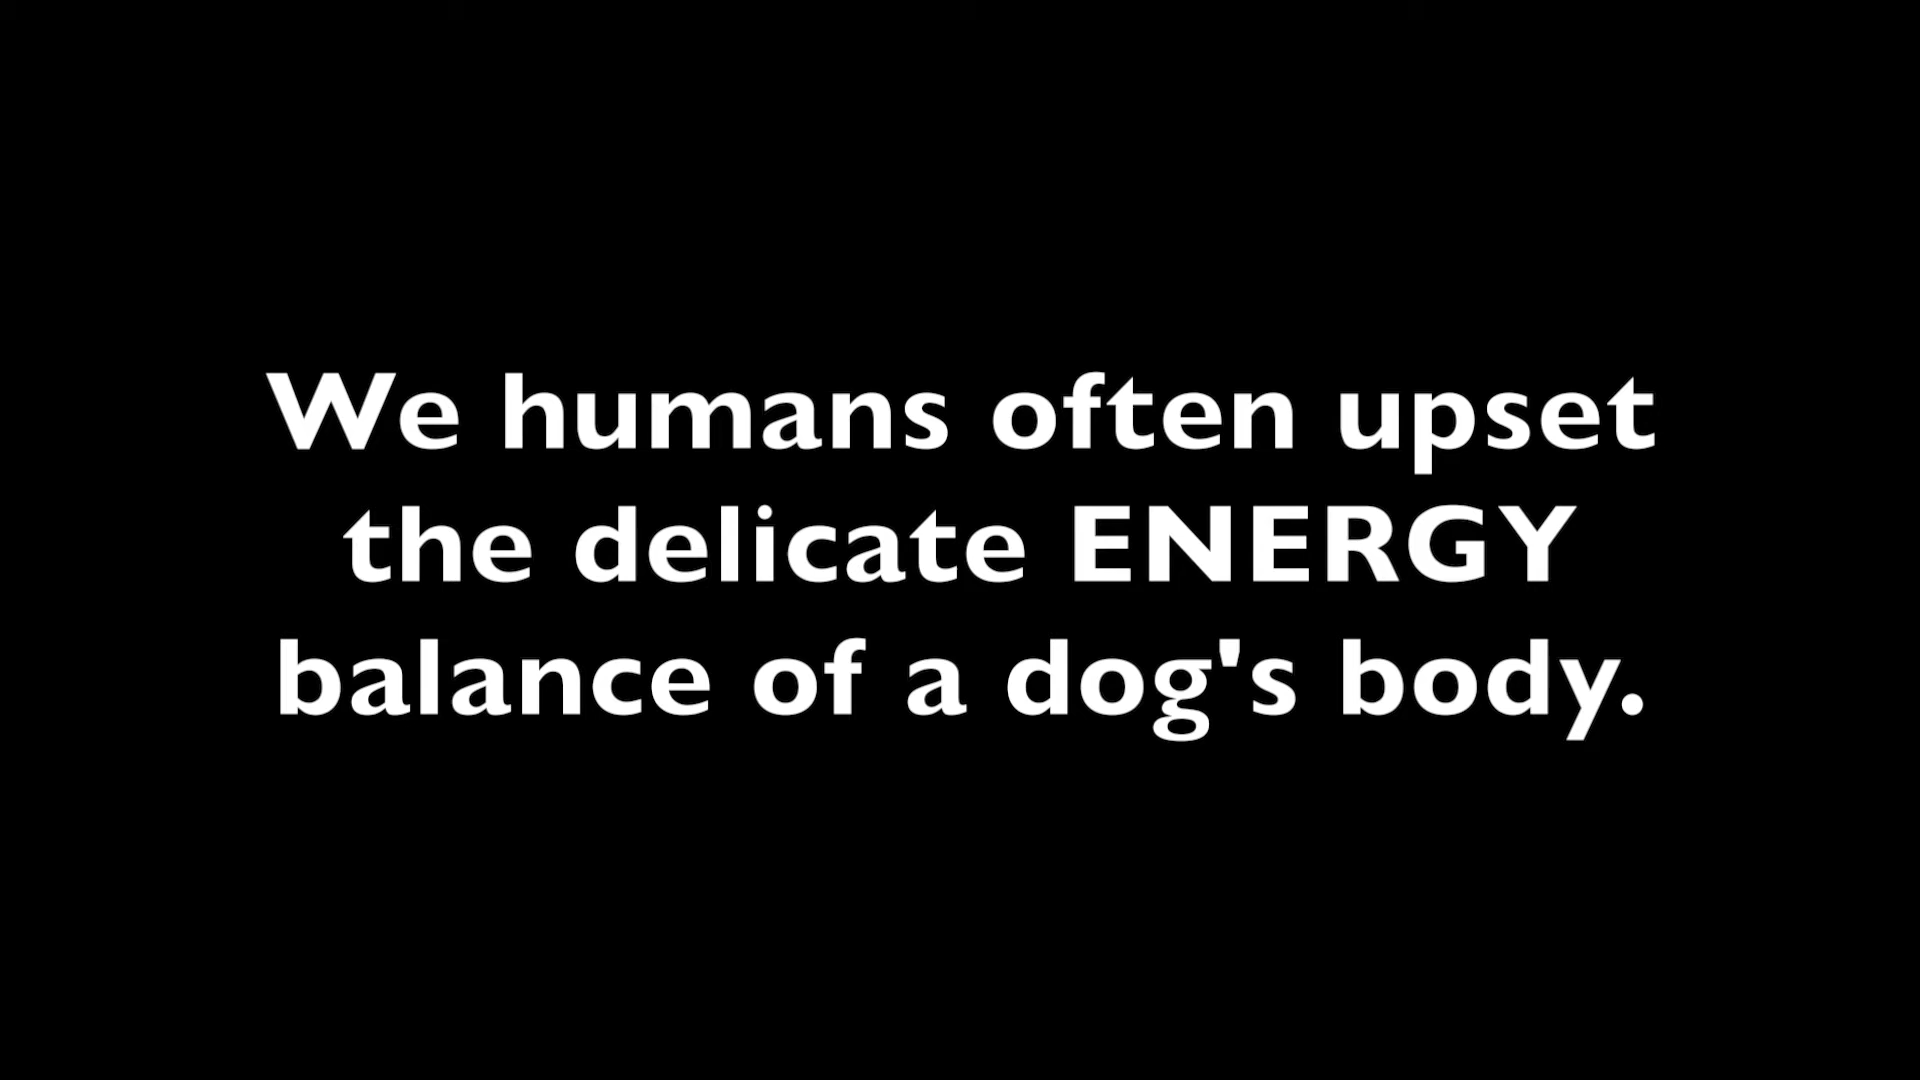 We humans often upset
the delicate ENERGY
balance of a dog's body.